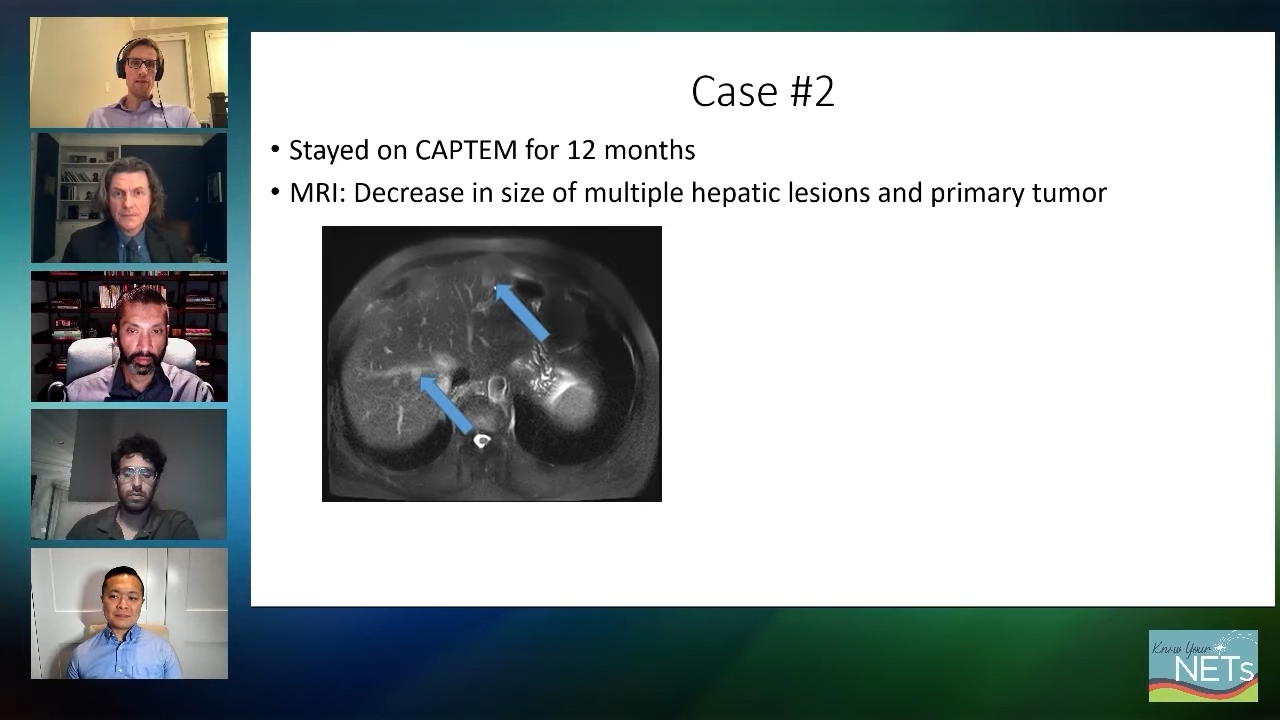 Case #2
• Stayed on CAPTEM for 12 months
• MRI: Decrease in size of multiple hepatic lesions and primary tumor
Know Your
NETs